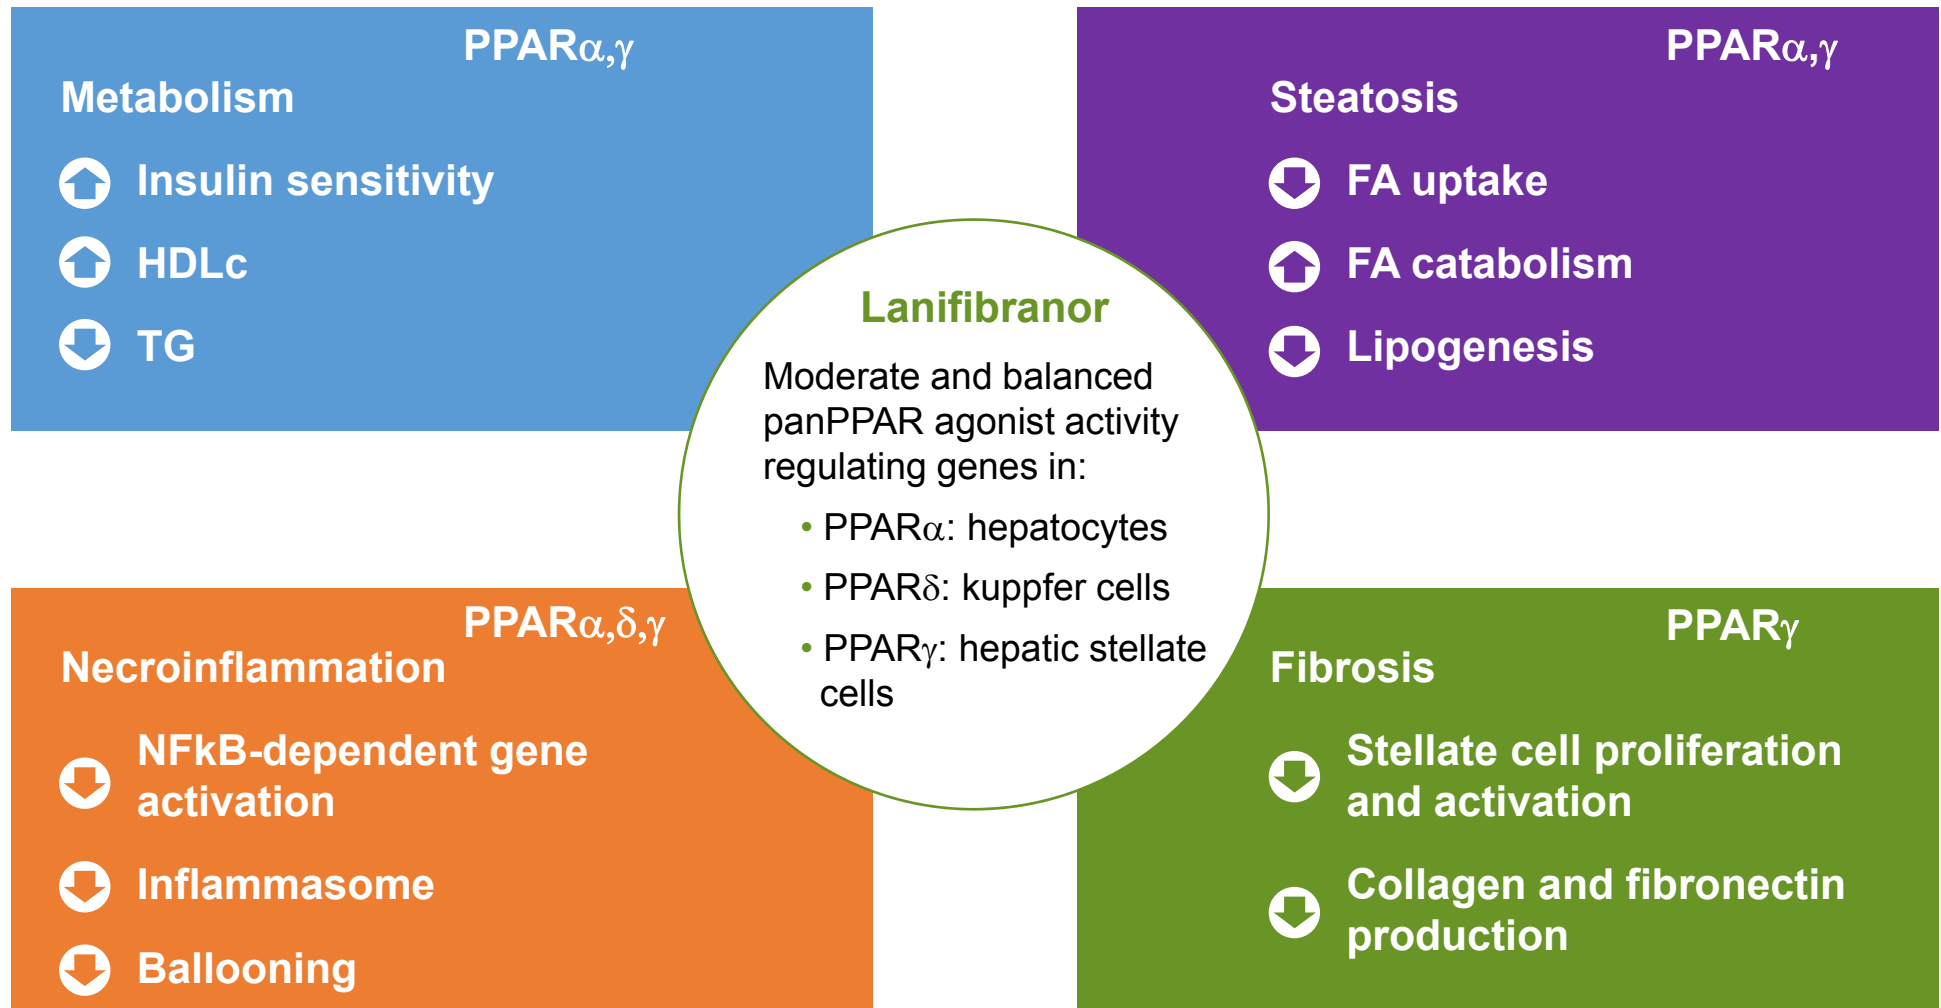 PPARα,γ
Metabolism
Insulin sensitivity
HDLc
TG
PPARα,γ
Steatosis
FA uptake
FA catabolism
Lipogenesis
Lanifibranor
Moderate and balanced
panPPAR agonist activity
regulating genes in:
• PPARα: hepatocytes
• PPARδ: kuppfer cells
• PPARγ: hepatic stellate
cells
PPARα,δ,γ
Necroinflammation
NFkB-dependent gene
activation
Inflammasome
Ballooning
PPARγ
Fibrosis
Stellate cell proliferation
and activation
Collagen and fibronectin
production